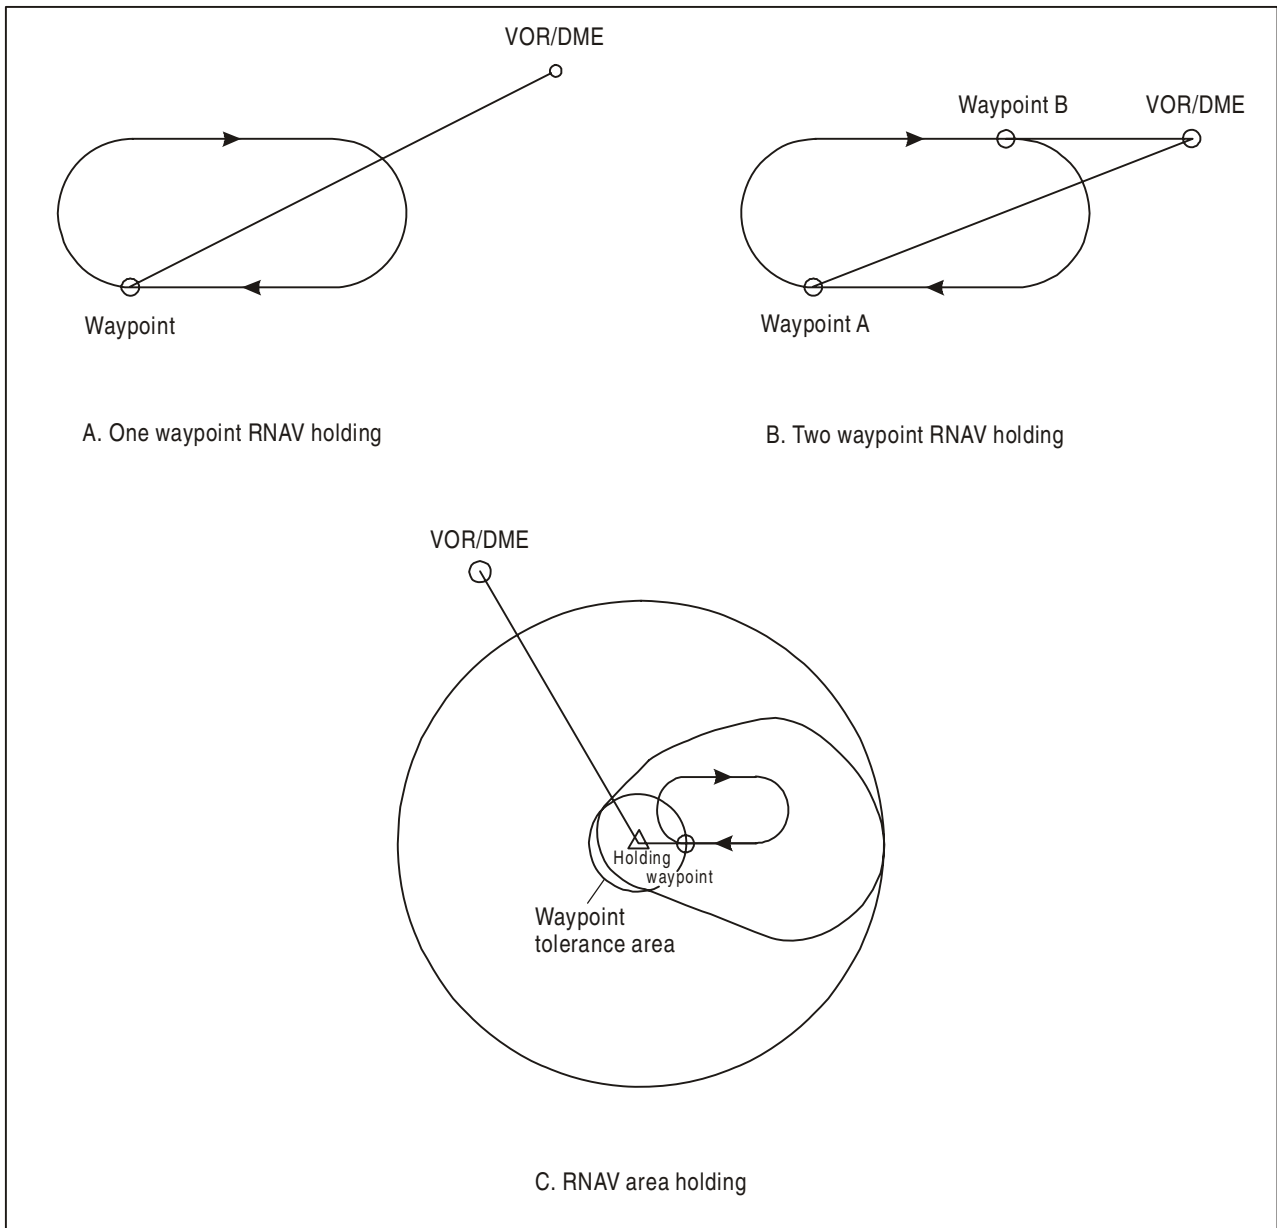 VOR/DME
Waypoint
A. One waypoint RNAV holding
Waypoint B
VOR/DME
Waypoint A
B. Two waypoint RNAV holding
VOR/DME
Holding
waypoint
Waypoint
tolerance area
C. RNAV area holding